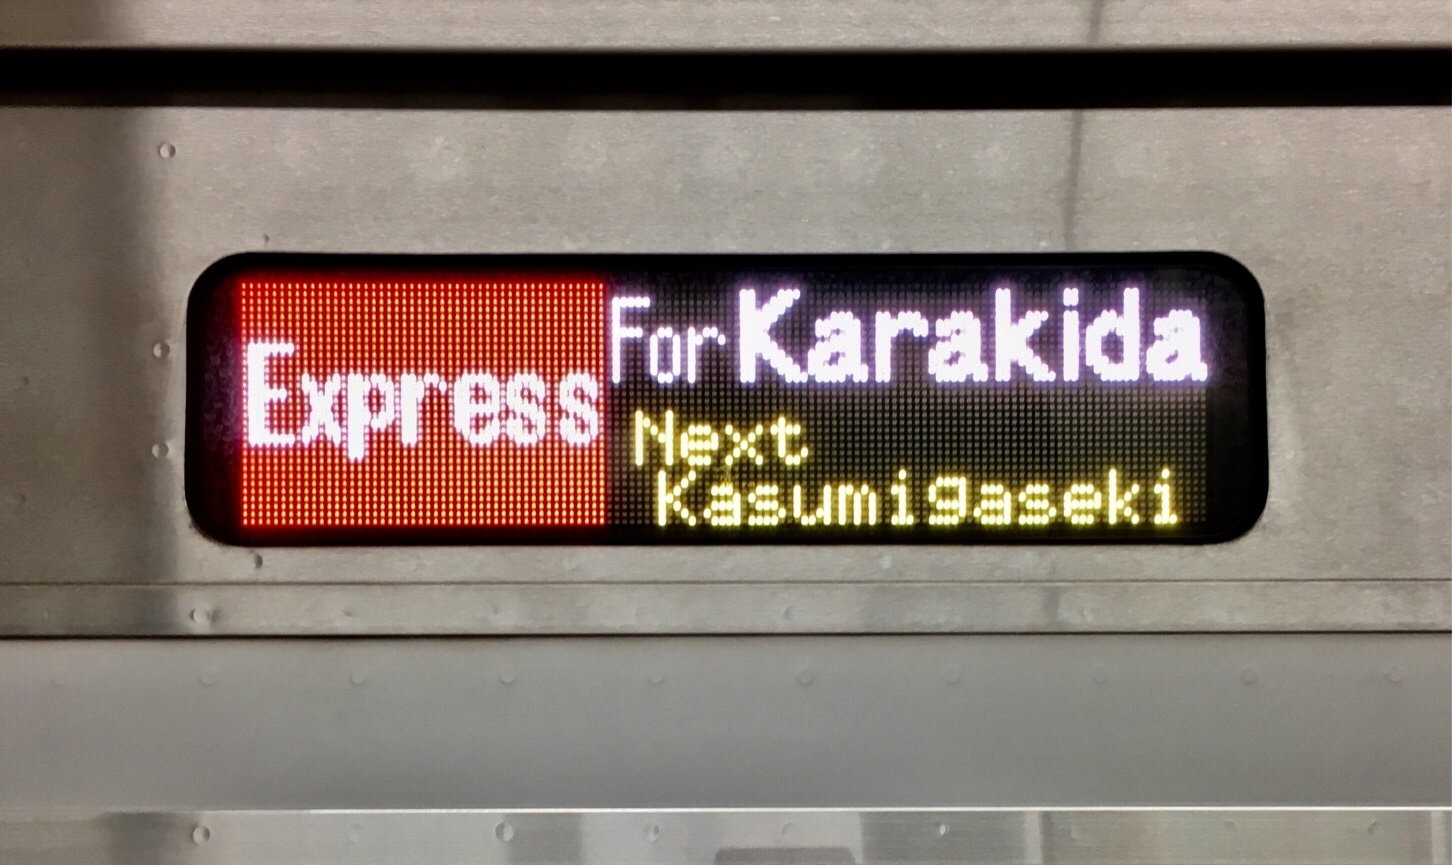 Express
For Karakida
Next
Kasumigaseki